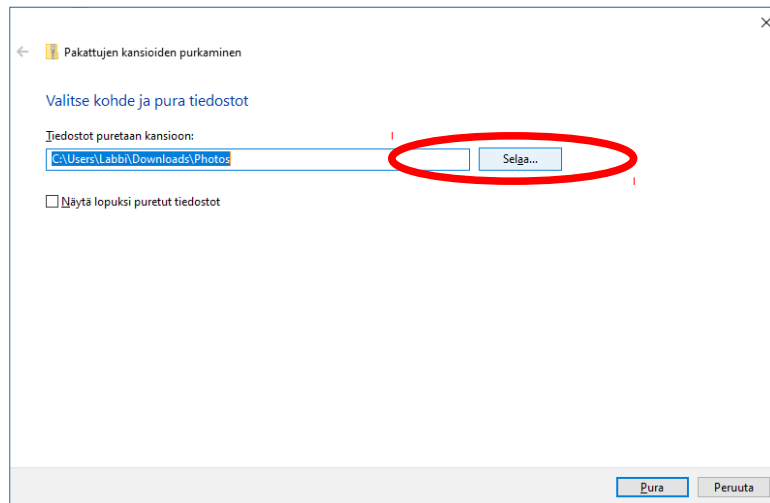 Pakattujen kansioiden purkaminen
Valitse kohde ja pura tiedostot
Tiedostot puretaan kansioon:
C:\Users\Labbi\Downloads\Photos
Selaa...
Näytä lopuksi puretut tiedostot
Pura
Peruuta